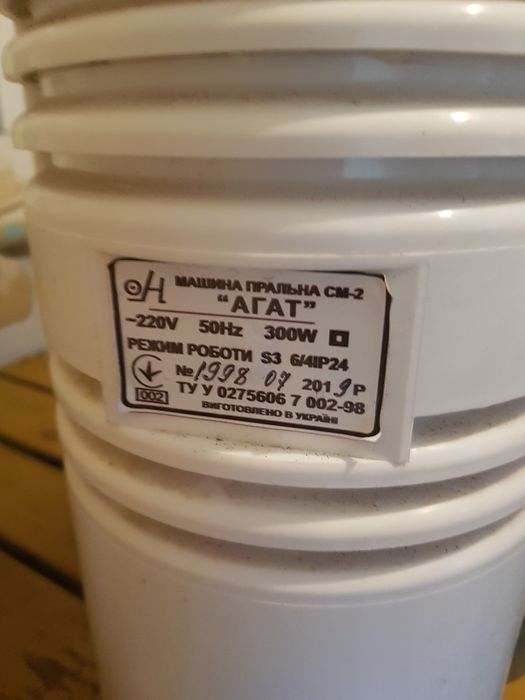 МАШИНА ПРАЛЬНА СМ-2
"АГАТ"
~220V 50Hz 300W
РЕЖИМ РОБОТИ S3 6/4IP24
№1998 07 2019 Р
002 ТУ У 0275606 7 002-98
ВИГОТОВЛЕНО В УКРАЇНІ